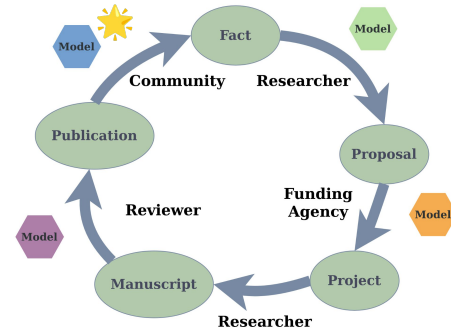 Fact
Model
Model
Community
Researcher
Publication
Proposal
Funding
Agency
Model
Reviewer
Model
Manuscript
Project
Researcher